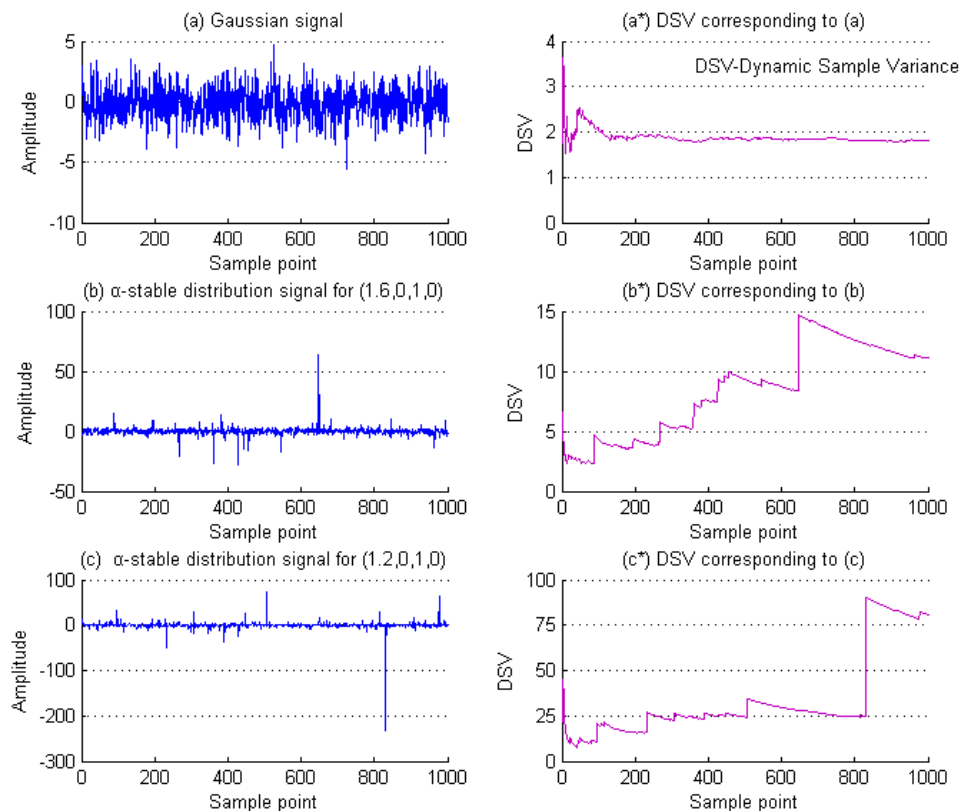 (a) Gaussian signal
5
0
-5
-10
Amplitude
0 200 400 600 800 1000
Sample point
(a*) DSV corresponding to (a)
DSV-Dynamic Sample Variance
4
3
2
1
0
DSV
0 200 400 600 800 1000
Sample point
(b) α-stable distribution signal for (1.6,0,1,0)
100
50
0
-50
Amplitude
0 200 400 600 800 1000
Sample point
(b*) DSV corresponding to (b)
15
10
5
0
DSV
0 200 400 600 800 1000
Sample point
(c) α-stable distribution signal for (1.2,0,1,0)
100
0
-100
-200
-300
Amplitude
0 200 400 600 800 1000
Sample point
(c*) DSV corresponding to (c)
100
75
50
25
0
DSV
0 200 400 600 800 1000
Sample point